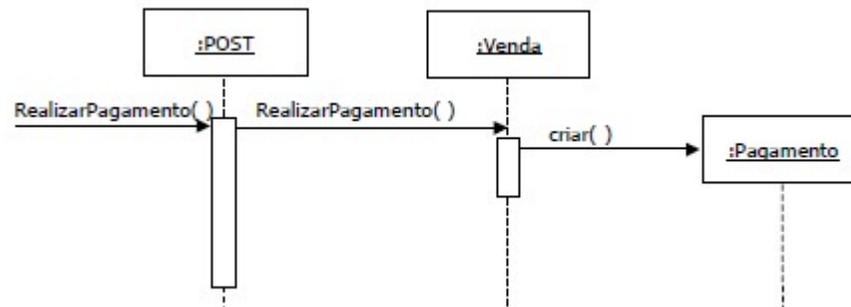 :POST
:Venda
RealizarPagamento( )
RealizarPagamento( )
criar( )
:Pagamento